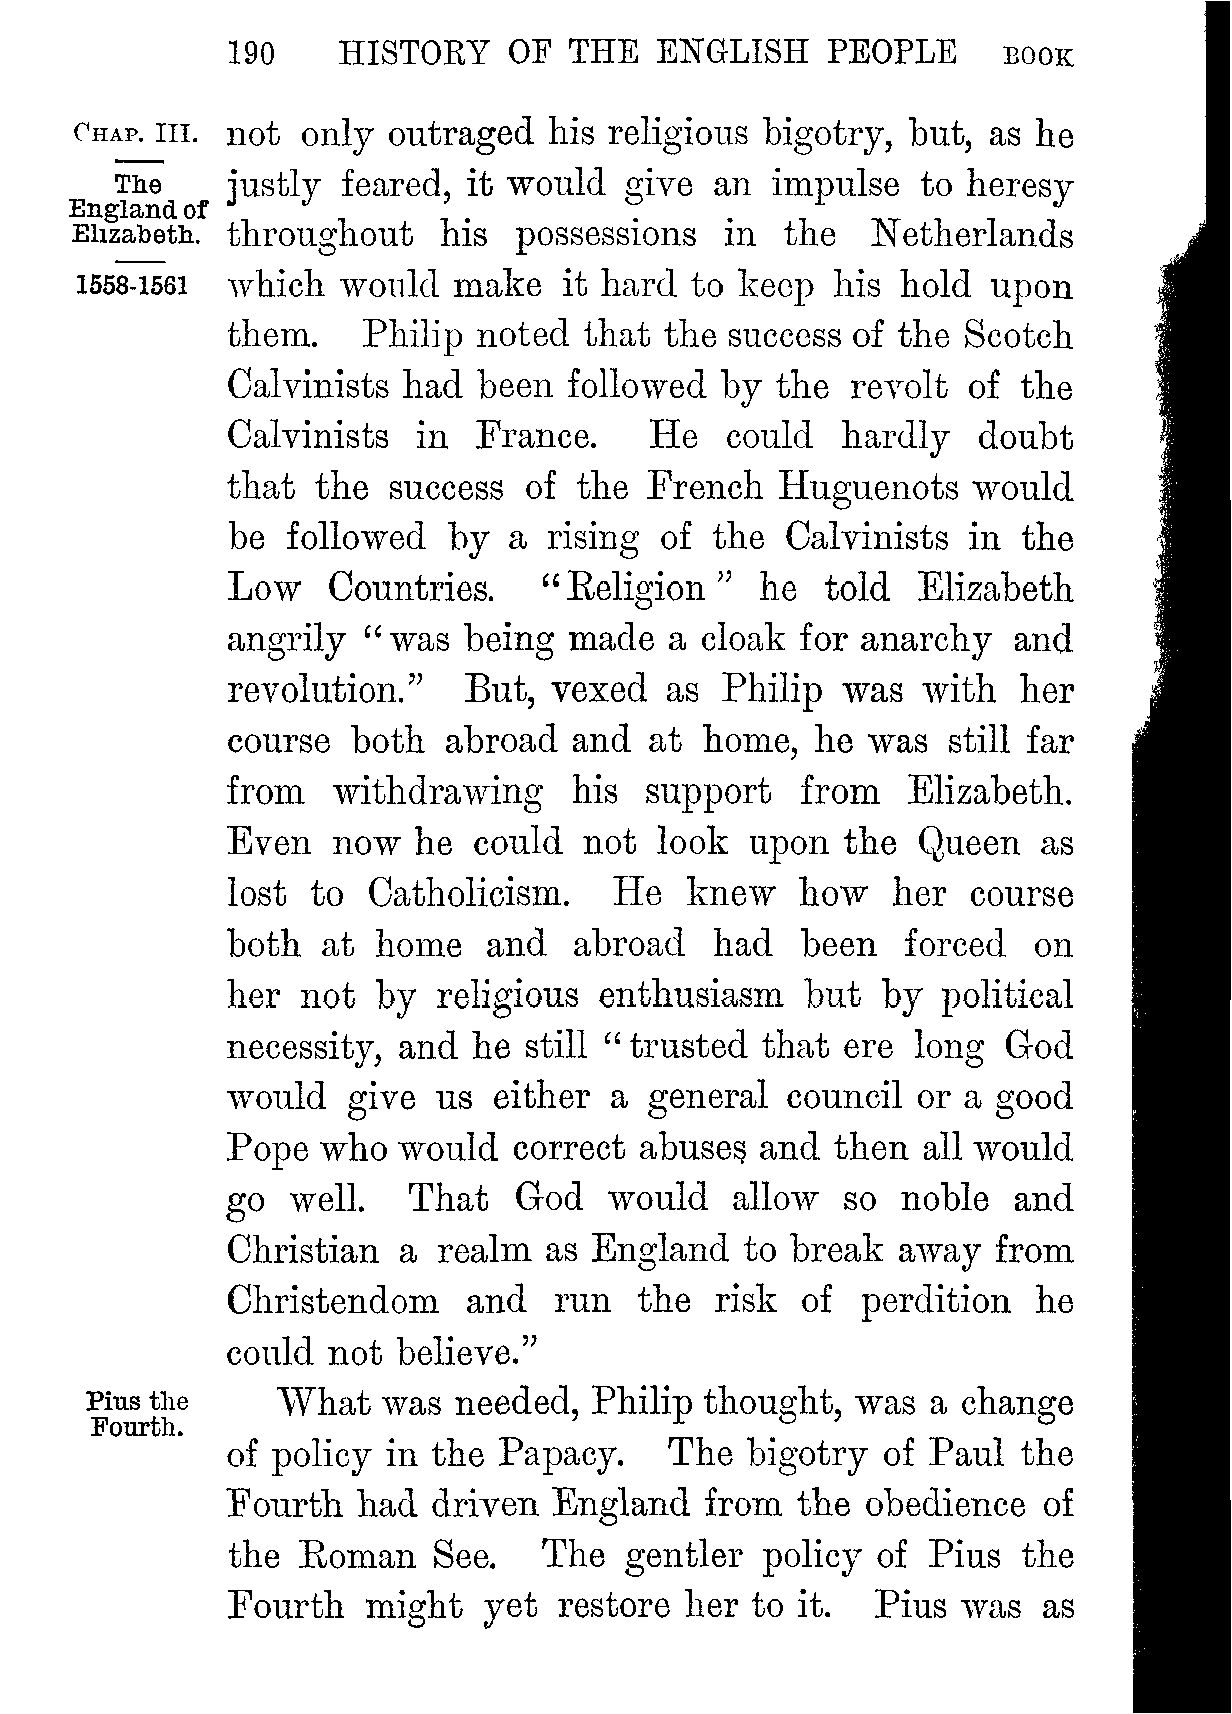 190 HISTORY OF THE ENGLISH PEOPLE BOOK
CHAP. III.
The
England of
Elizabeth.
1558-1561
not only outraged his religious bigotry, but, as he
justly feared, it would give an impulse to heresy
throughout his possessions in the Netherlands
which would make it hard to keep his hold upon
them. Philip noted that the success of the Scotch
Calvinists had been followed by the revolt of the
Calvinists in France. He could hardly doubt
that the success of the French Huguenots would
be followed by a rising of the Calvinists in the
Low Countries. "Religion" he told Elizabeth
angrily "was being made a cloak for anarchy and
revolution." But, vexed as Philip was with her
course both abroad and at home, he was still far
from withdrawing his support from Elizabeth.
Even now he could not look upon the Queen as
lost to Catholicism. He knew how her course
both at home and abroad had been forced on
her not by religious enthusiasm but by political
necessity, and he still "trusted that ere long God
would give us either a general council or a good
Pope who would correct abuses and then all would
go well. That God would allow so noble and
Christian a realm as England to break away from
Christendom and run the risk of perdition he
could not believe."
Pius the
Fourth.
What was needed, Philip thought, was a change
of policy in the Papacy. The bigotry of Paul the
Fourth had driven England from the obedience of
the Roman See. The gentler policy of Pius the
Fourth might yet restore her to it. Pius was as